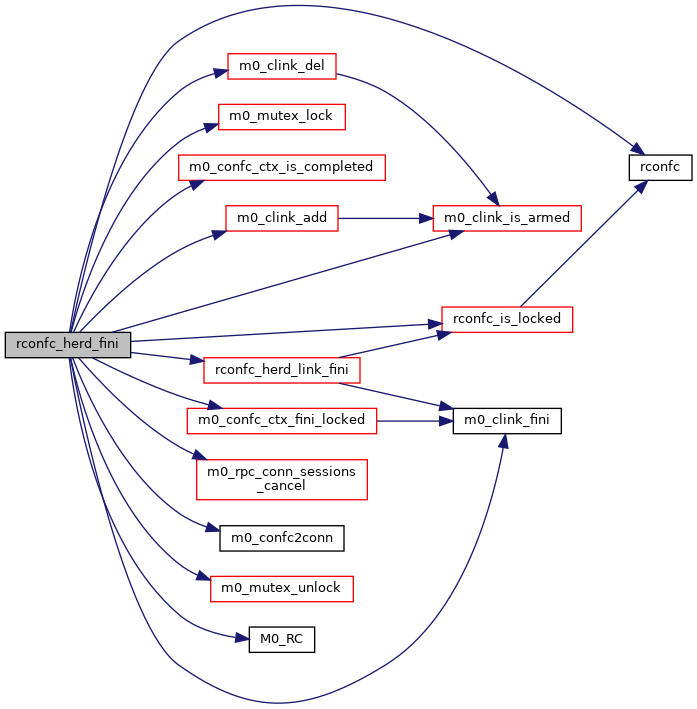 m0_clink_del
m0_mutex_lock
rconfc
m0_confc_ctx_is_completed
m0_clink_add
m0_clink_is_armed
rconfc_is_locked
rconfc_herd_fini
rconfc_herd_link_fini
m0_confc_ctx_fini_locked
m0_clink_fini
m0_rpc_conn_sessions
_cancel
m0_confc2conn
m0_mutex_unlock
M0_RC